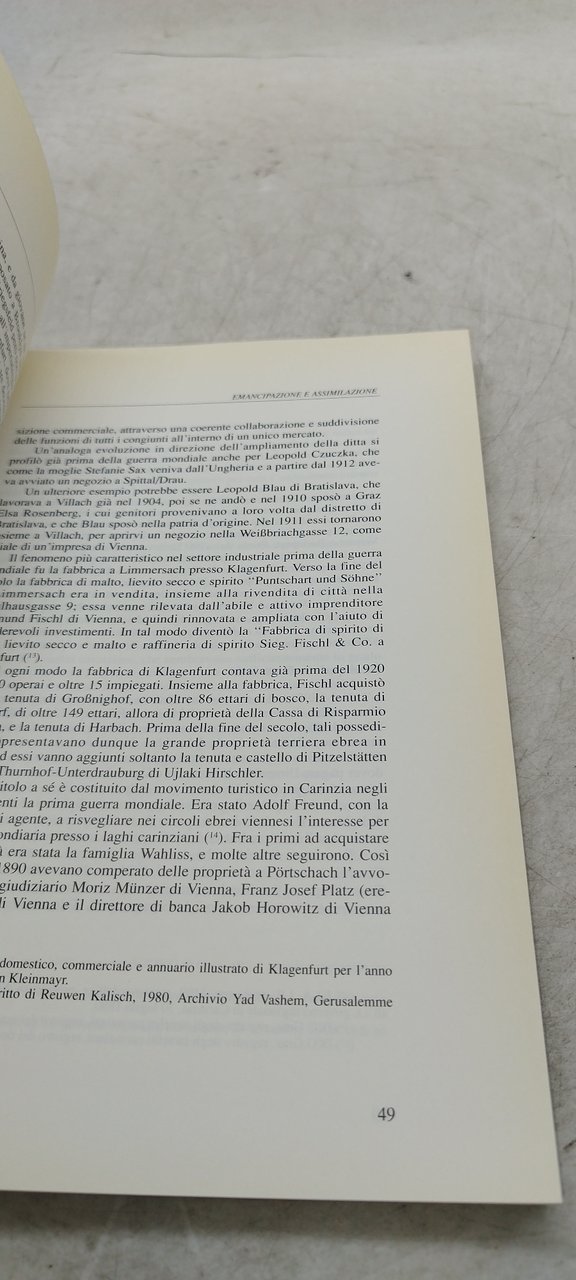 EMANCIPAZIONE E ASSIMILAZIONE
sizione commerciale, attraverso una coerente collaborazione e suddivisione
delle funzioni di tutti i congiunti all'interno di un unico mercato.
Un'analoga evoluzione in direzione dell'ampliamento della ditta si
profilò già prima della guerra mondiale anche per Leopold Czuczka, che
come la moglie Stefanie Sax veniva dall'Ungheria e a partire dal 1912 ave-
va avviato un negozio a Spittal/Drau.
Un ulteriore esempio potrebbe essere Leopold Blau di Bratislava, che
lavorava a Villach già nel 1904, poi se ne andò e nel 1910 sposò a Graz
Elsa Rosenberg, i cui genitori provenivano a loro volta dal distretto di
Bratislava, e che Blau sposò nella patria d'origine. Nel 1911 essi tornarono
nsieme a Villach, per aprirvi un negozio nella Weißbriachgasse 12, come
iale di un'impresa di Vienna.
Il fenomeno più caratteristico nel settore industriale prima della guerra
ndiale fu la fabbrica a Limmersach presso Klagenfurt. Verso la fine del
olo la fabbrica di malto, lievito secco e spirito "Puntschart und Söhne"
immersach era in vendita, insieme alla rivendita di città nella
lhausgasse 9; essa venne rilevata dall'abile e attivo imprenditore
mund Fischl di Vienna, e quindi rinnovata e ampliata con l'aiuto di
derevoli investimenti. In tal modo diventò la "Fabbrica di spirito di
lievito secco e malto e raffineria di spirito Sieg. Fischl & Co. a
furt (13).
ogni modo la fabbrica di Klagenfurt contava già prima del 1920
0 operai e oltre 15 impiegati. Insieme alla fabbrica, Fischl acquistò
tenuta di Großnighof, con oltre 86 ettari di bosco, la tenuta di
rf, di oltre 149 ettari, allora di proprietà della Cassa di Risparmio
, e la tenuta di Harbach. Prima della fine del secolo, tali possedi-
ppresentavano dunque la grande proprietà terriera ebrea in
d essi vanno aggiunti soltanto la tenuta e castello di Pitzelstätten
Thurnhof-Unterdrauburg di Ujlaki Hirschler.
itolo a sé è costituito dal movimento turistico in Carinzia negli
enti la prima guerra mondiale. Era stato Adolf Freund, con la
i agente, a risvegliare nei circoli ebrei viennesi l'interesse per
ondiaria presso i laghi carinziani (14). Fra i primi ad acquistare
à era stata la famiglia Wahliss, e molte altre seguirono. Così
1890 avevano comperato delle proprietà a Pörtschach l'avvo-
giudiziario Moriz Münzer di Vienna, Franz Josef Platz (ere-
di Vienna e il direttore di banca Jakob Horowitz di Vienna
domestico, commerciale e annuario illustrato di Klagenfurt per l'anno
n Kleinmayr.
ritto di Reuwen Kalisch, 1980, Archivio Yad Vashem, Gerusalemme
49